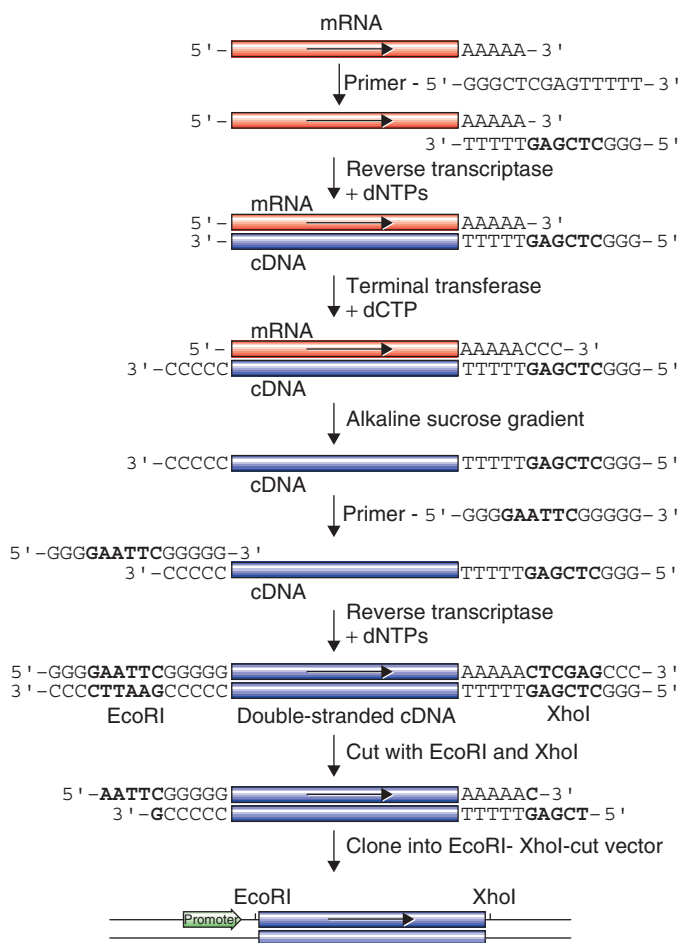 mRNA
5'- AAAAA-3'
Primer - 5'-GGGCTCGAGTTTTT-3'
5'- AAAAA-3'
3'-TTTTTGAGCTCGGG-5'
Reverse transcriptase
+ dNTPs
mRNA
5'- AAAAA-3'
3'- TTTTTGAGCTCGGG-5'
cDNA
Terminal transferase
+ dCTP
mRNA
5'- AAAAACCC-3'
3'-CCCCC TTTTTGAGCTCGGG-5'
cDNA
Alkaline sucrose gradient
3'-CCCCC TTTTTGAGCTCGGG-5'
cDNA
Primer - 5'-GGGGAATTCGGGGG-3'
5'-GGGGAATTCGGGGG-3'
3'-CCCCC TTTTTGAGCTCGGG-5'
cDNA
Reverse transcriptase
+ dNTPs
5'-GGGGAATTCGGGGG AAAAACTCGAGCCC-3'
3'-CCCCTTAAGCCCCC TTTTTGAGCTCGGG-5'
EcoRI Double-stranded cDNA XhoI
Cut with EcoRI and XhoI
5'-AATTCGGGGG AAAAAC-3'
3'-GCCCCC TTTTTGAGCT-5'
Clone into EcoRI- XhoI-cut vector
EcoRI XhoI
Promoter